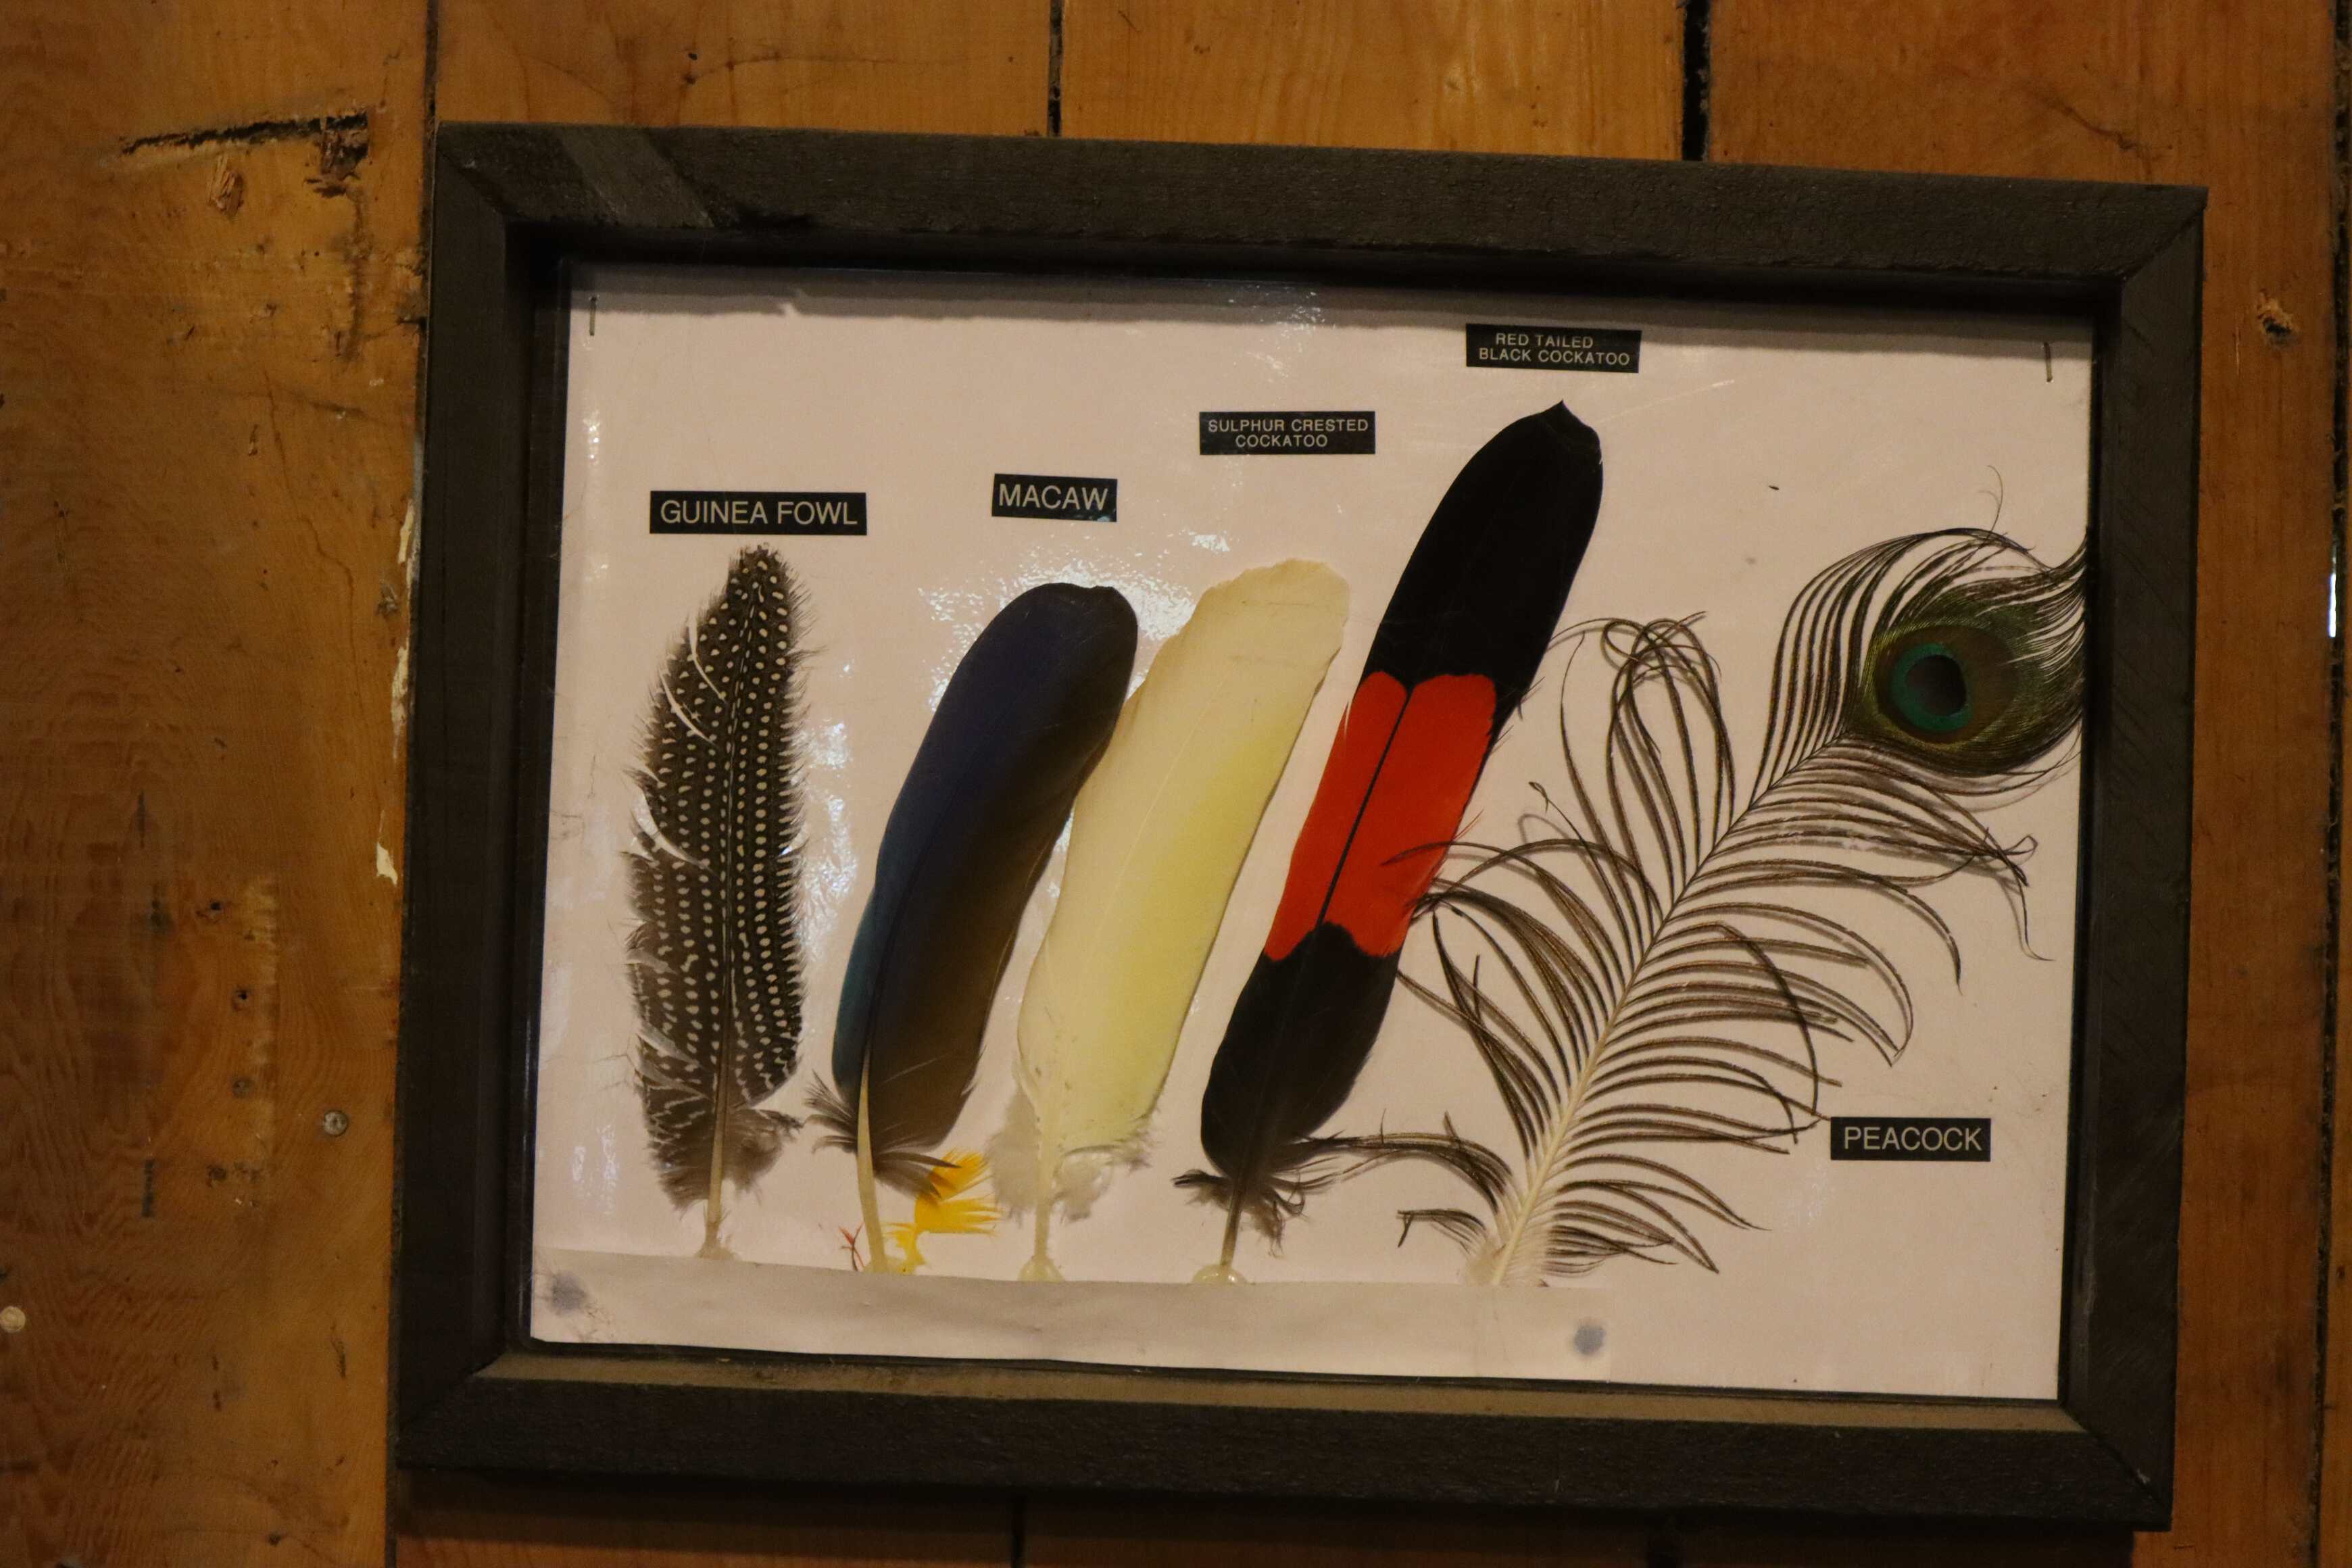 GUINEA FOWL
MACAW
SULPHUR CRESTED
COCKATOO
RED TAILED
BLACK COCKATOO
PEACOCK